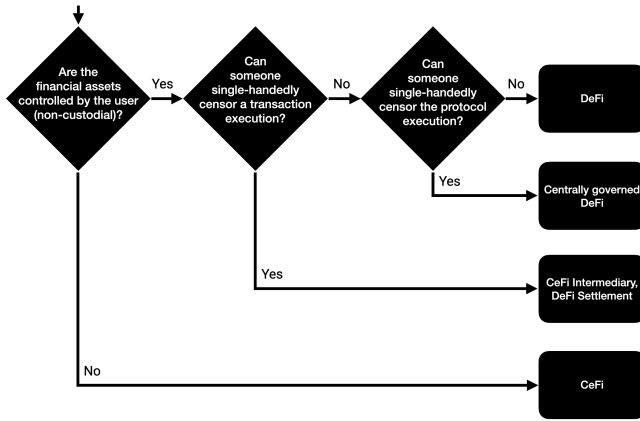 Are the
financial assets
controlled by the user
(non-custodial)?
Yes
Can
someone
single-handedly
censor a transaction
execution?
No
Can
someone
single-handedly
censor the protocol
execution?
No
DeFi
Yes
Centrally governed
DeFi
Yes
CeFi Intermediary,
DeFi Settlement
No
CeFi